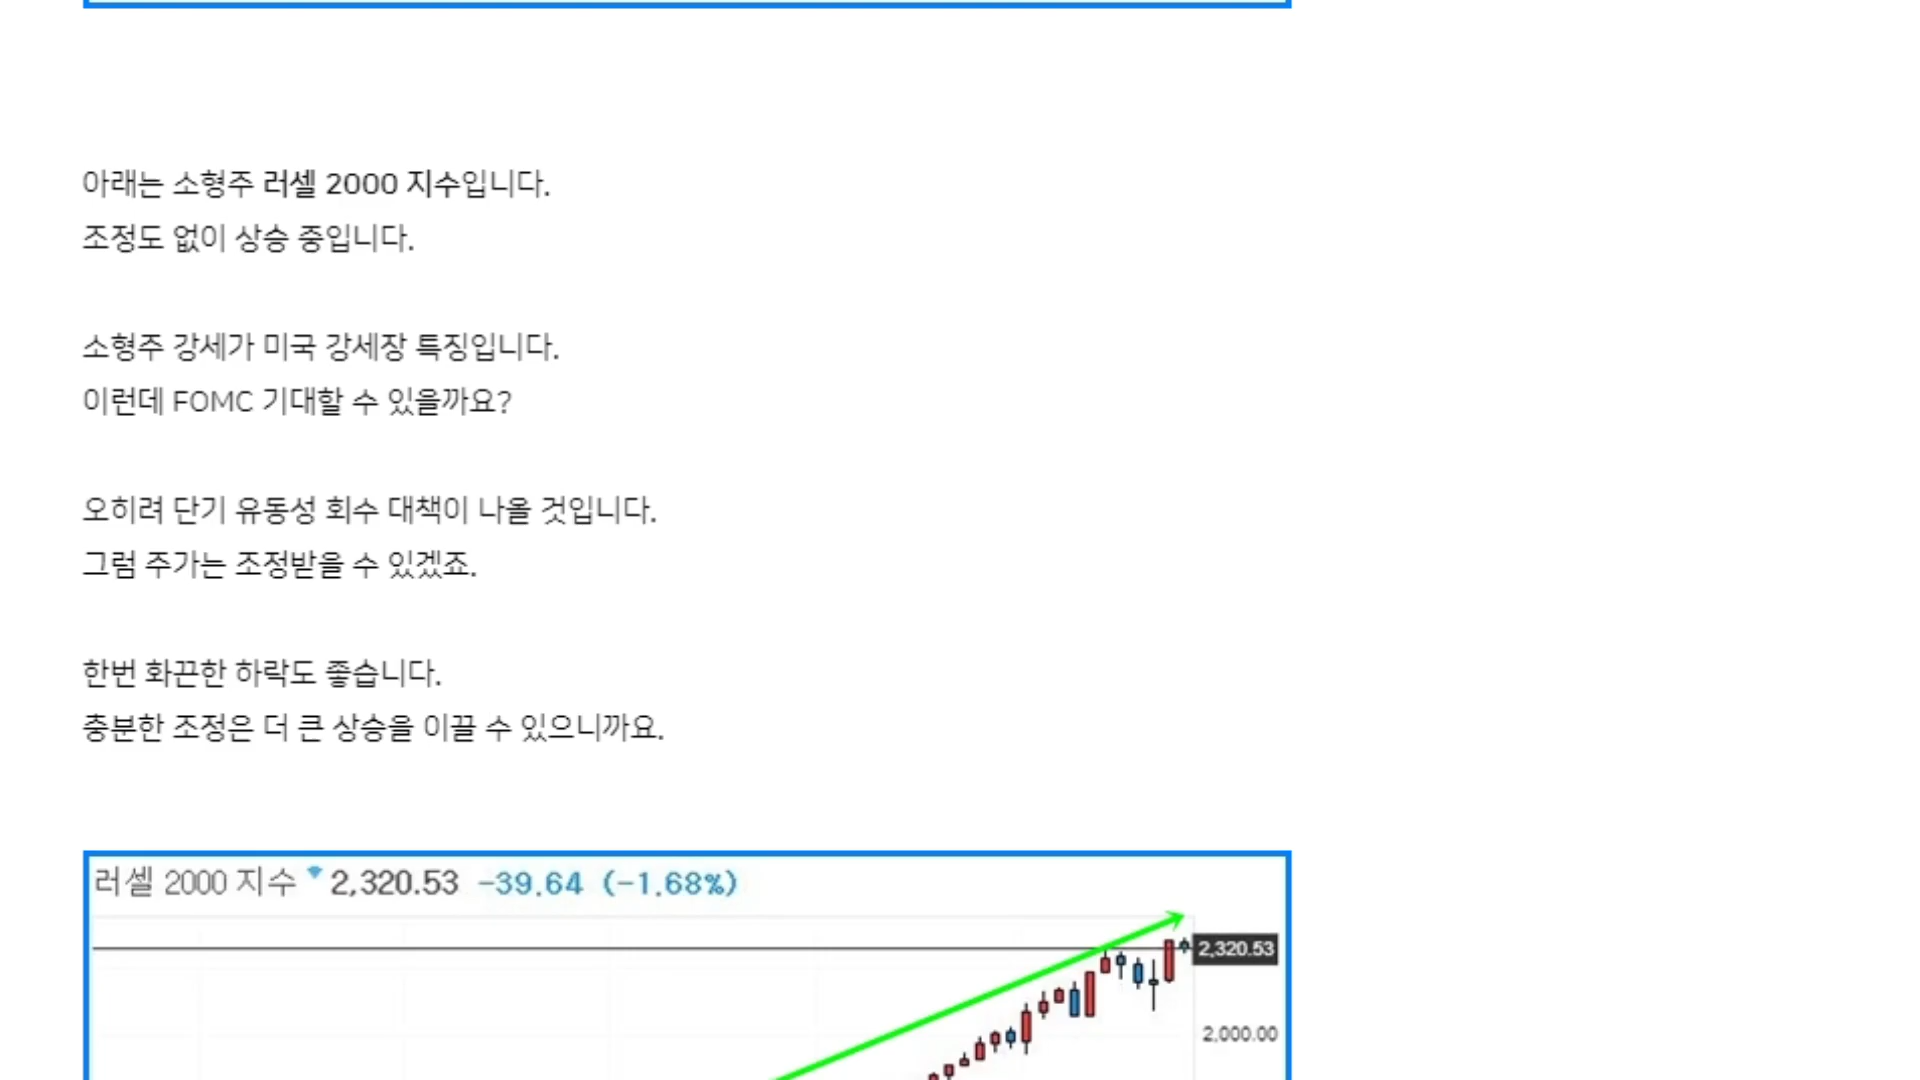 아래는 소형주 러셀 2000 지수입니다.
조정도 없이 상승 중입니다.
소형주 강세가 미국 강세장 특징입니다.
이런데 FOMC 기대할 수 있을까요?
오히려 단기 유동성 회수 대책이 나올 것입니다.
그럼 주가는 조정받을 수 있겠죠.
한번 화끈한 하락도 좋습니다.
충분한 조정은 더 큰 상승을 이끌 수 있으니까요.
러셀 2000 지수 2,320.53 -39.64 (-1.68%)
2,320.53
2,000.00